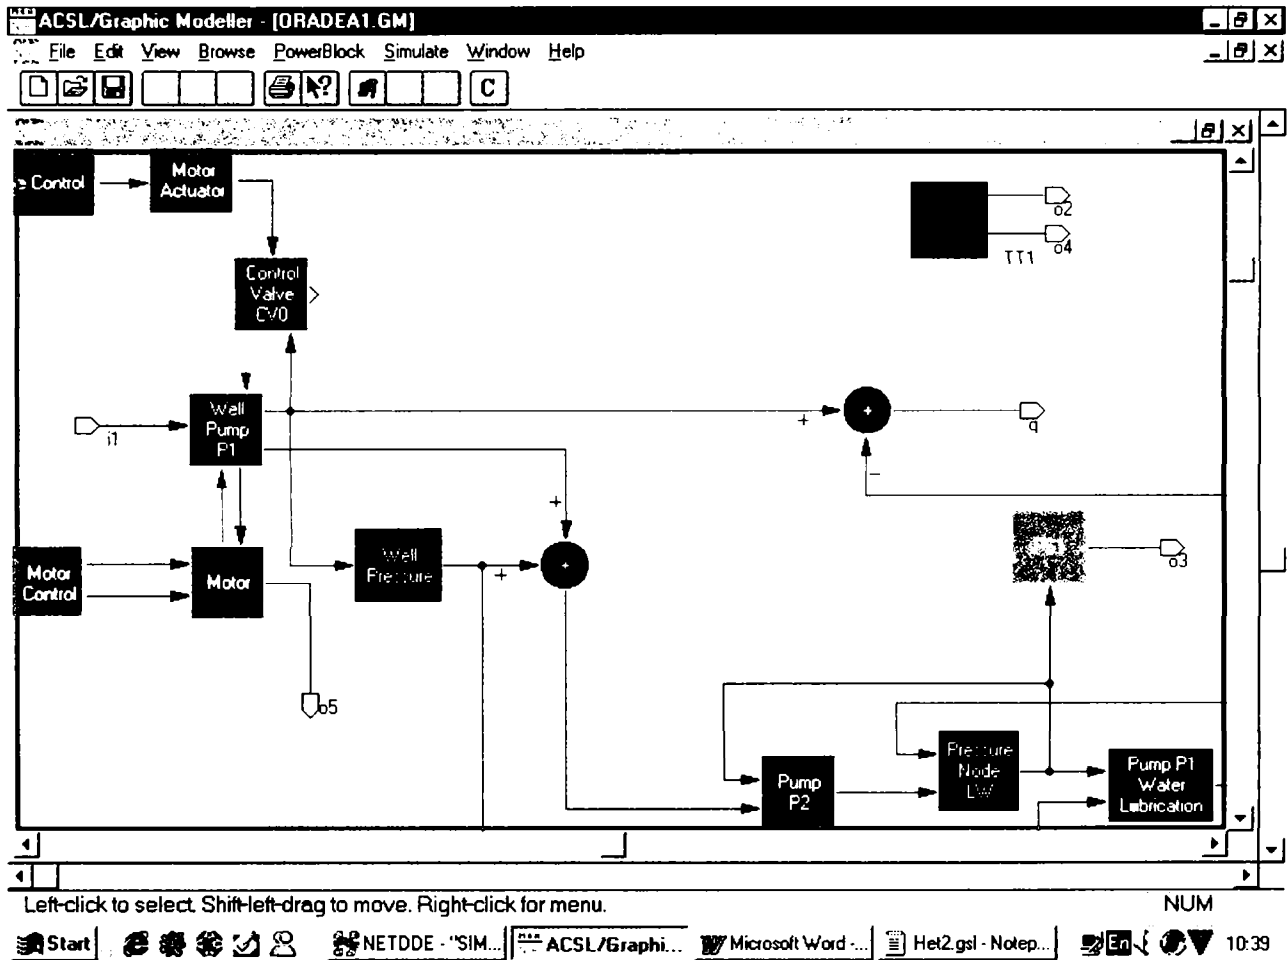 ACSL/Graphic Modeller - [ORADEA1.GM]
File Edit View Browse PowerBlock Simulate Window Help
C
e Control
Motor
Actuator
o2
o4
TT1
Control
Valve
CV0
i1
Well
Pump
P1
+
+
q
−
+
Motor
Control
Motor
Well
Pressure
+
+
o3
o5
Pump
P2
Pressure
Node
LW
Pump P1
Water
Lubrication
Left-click to select. Shift-left-drag to move. Right-click for menu.
NUM
Start
NETDDE - "SIM...
ACSL/Graphi...
Microsoft Word -...
Het2.gsl - Notep...
En
10:39